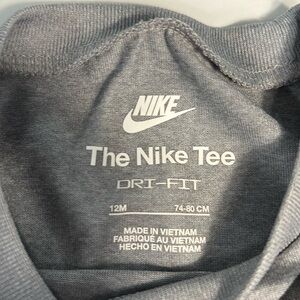 NIKE
The Nike Tee
DRI-FIT
12M 74-80 CM
MADE IN VIETNAM
FABRIQUÉ AU VIETNAM
HECHO EN VIETNAM